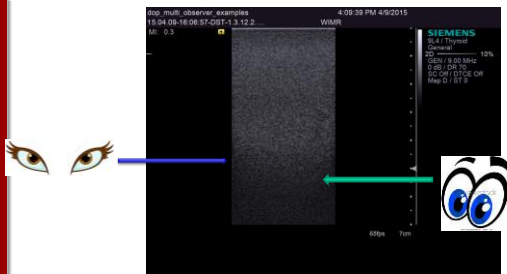 dcp_multi_observer_examples 4:09:39 PM 4/9/2015
15.04.09-16:06:57-DST-1.3.12.2.... WIMR
MI: 0.3
SIEMENS
9L4 / Thyroid
General
2D 10%
GEN / 9.00 MHz
0 dB / DR 70
SC Off / DTCE Off
Map D / ST 0
65fps 7cm